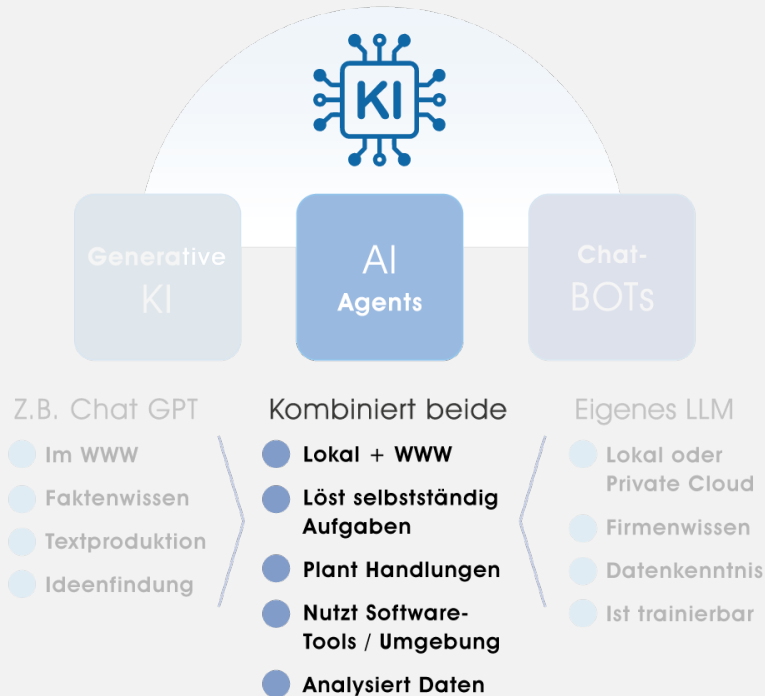 KI
Generative
KI
AI
Agents
Chat-
BOTs
Z.B. Chat GPT
Im WWW
Faktenwissen
Textproduktion
Ideenfindung
Kombiniert beide
Lokal + WWW
Löst selbstständig
Aufgaben
Plant Handlungen
Nutzt Software-
Tools / Umgebung
Analysiert Daten
Eigenes LLM
Lokal oder
Private Cloud
Firmenwissen
Datenkenntnis
Ist trainierbar